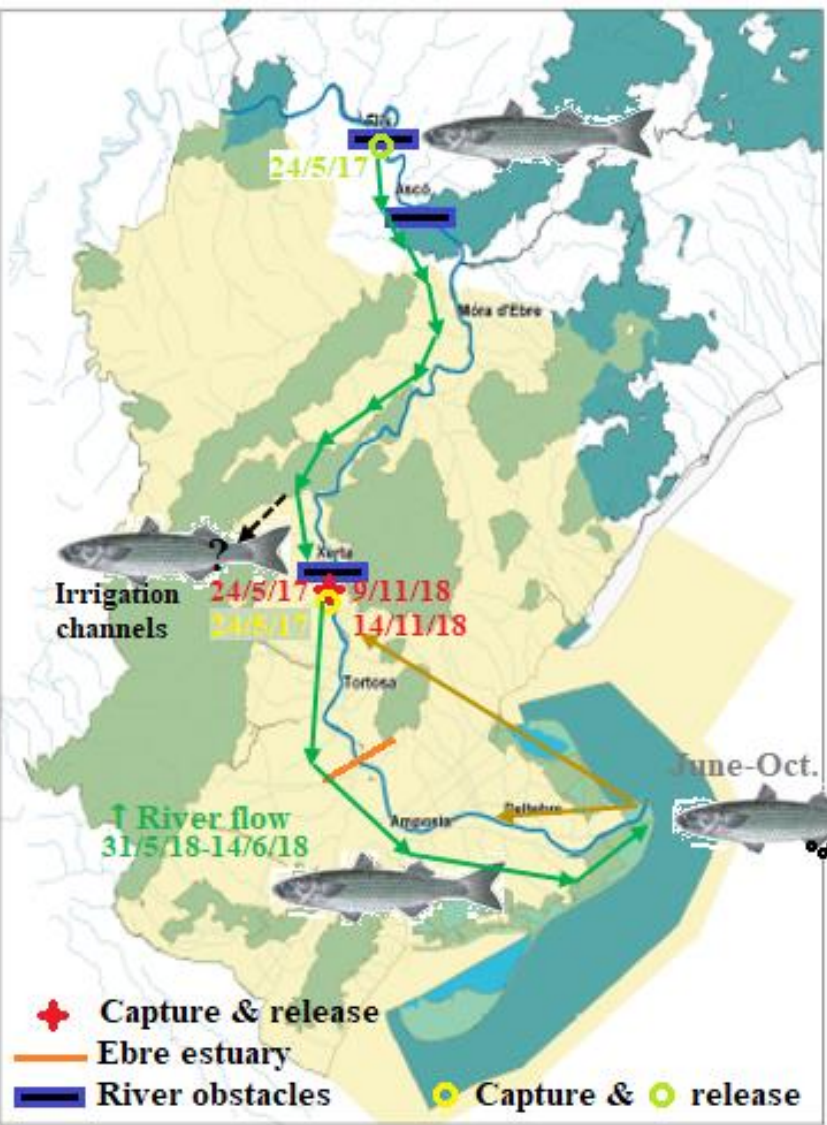 24/5/17
Ascó
Móra d'Ebre
?
Xerta
Irrigation
channels
24/5/17 9/11/18
24/5/17 14/11/18
Tortosa
June-Oct.
Deltebre
Amposta
↑ River flow
31/5/18-14/6/18
Capture & release
Ebre estuary
River obstacles
Capture & release